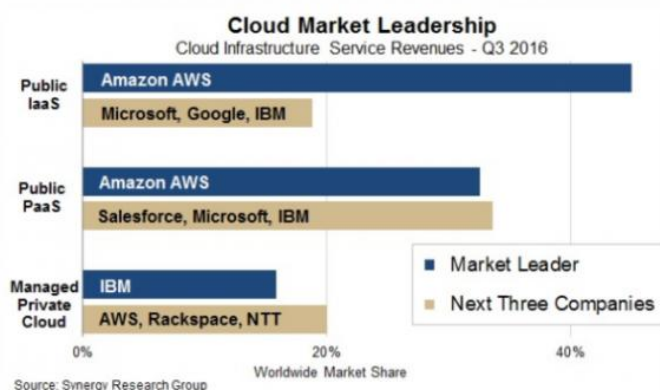 Cloud Market Leadership
Cloud Infrastructure Service Revenues - Q3 2016
Public
IaaS
Amazon AWS
Microsoft, Google, IBM
Public
PaaS
Amazon AWS
Salesforce, Microsoft, IBM
Managed
Private
Cloud
IBM
AWS, Rackspace, NTT
Market Leader
Next Three Companies
0% 20% 40%
Worldwide Market Share
Source: Synergy Research Group